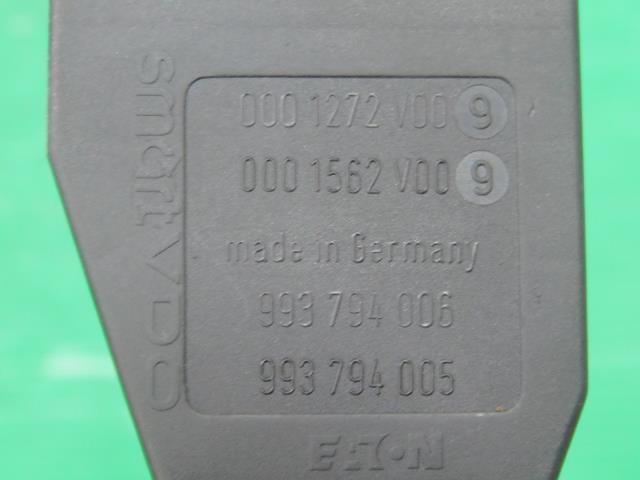 smart VDO
000 1272 V00 9
000 1562 V00 9
made in Germany
993 794 006
993 794 005
EATON